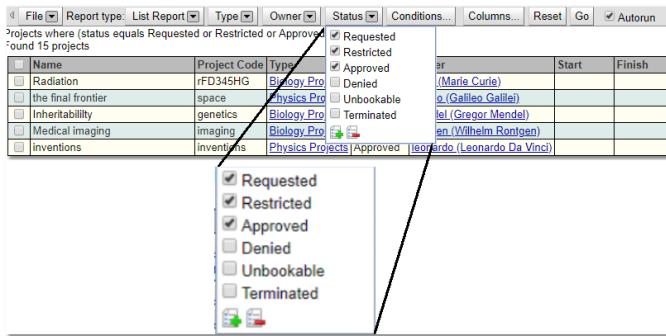 File Report type: List Report Type Owner Status Conditions... Columns... Reset Go Autorun
Projects where (status equals Requested or Restricted or Approved
Found 15 projects
Name Project Code Type er Start Finish
Radiation rFD345HG Biology Pro (Marie Curie)
the final frontier space Physics Pro o (Galileo Galilei)
Inheritabililty genetics Biology Pro del (Gregor Mendel)
Medical imaging imaging Biology Pro en (Wilhelm Rontgen)
inventions inventions Physics Projects Approved leonardo (Leonardo Da Vinci)
Requested
Restricted
Approved
Denied
Unbookable
Terminated
Requested
Restricted
Approved
Denied
Unbookable
Terminated